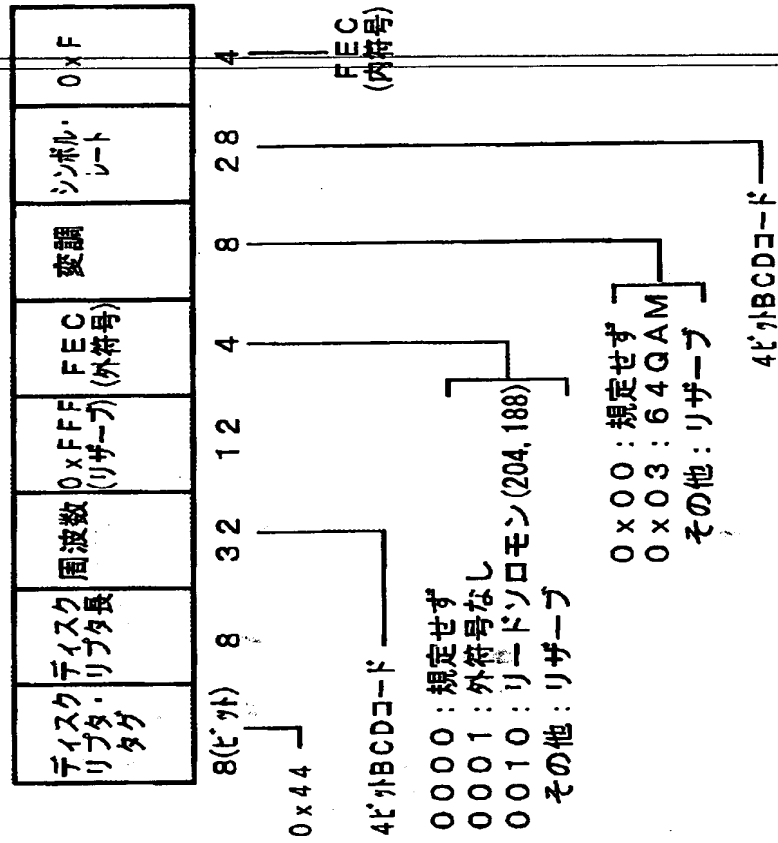 ディスク
リプタ・
タグ
ディスク
リプタ長
周波数
0xFFF
(リザーブ)
FEC
(外符号)
変調
シンボル・
レート
0xF
8(ビット)
8
32
12
4
8
28
4
0x44
4ビットBCDコード
0000:規定せず
0001:外符号なし
0010:リードソロモン(204,188)
その他:リザーブ
0x00:規定せず
0x03:64QAM
その他:リザーブ
4ビットBCDコード
FEC
(内符号)